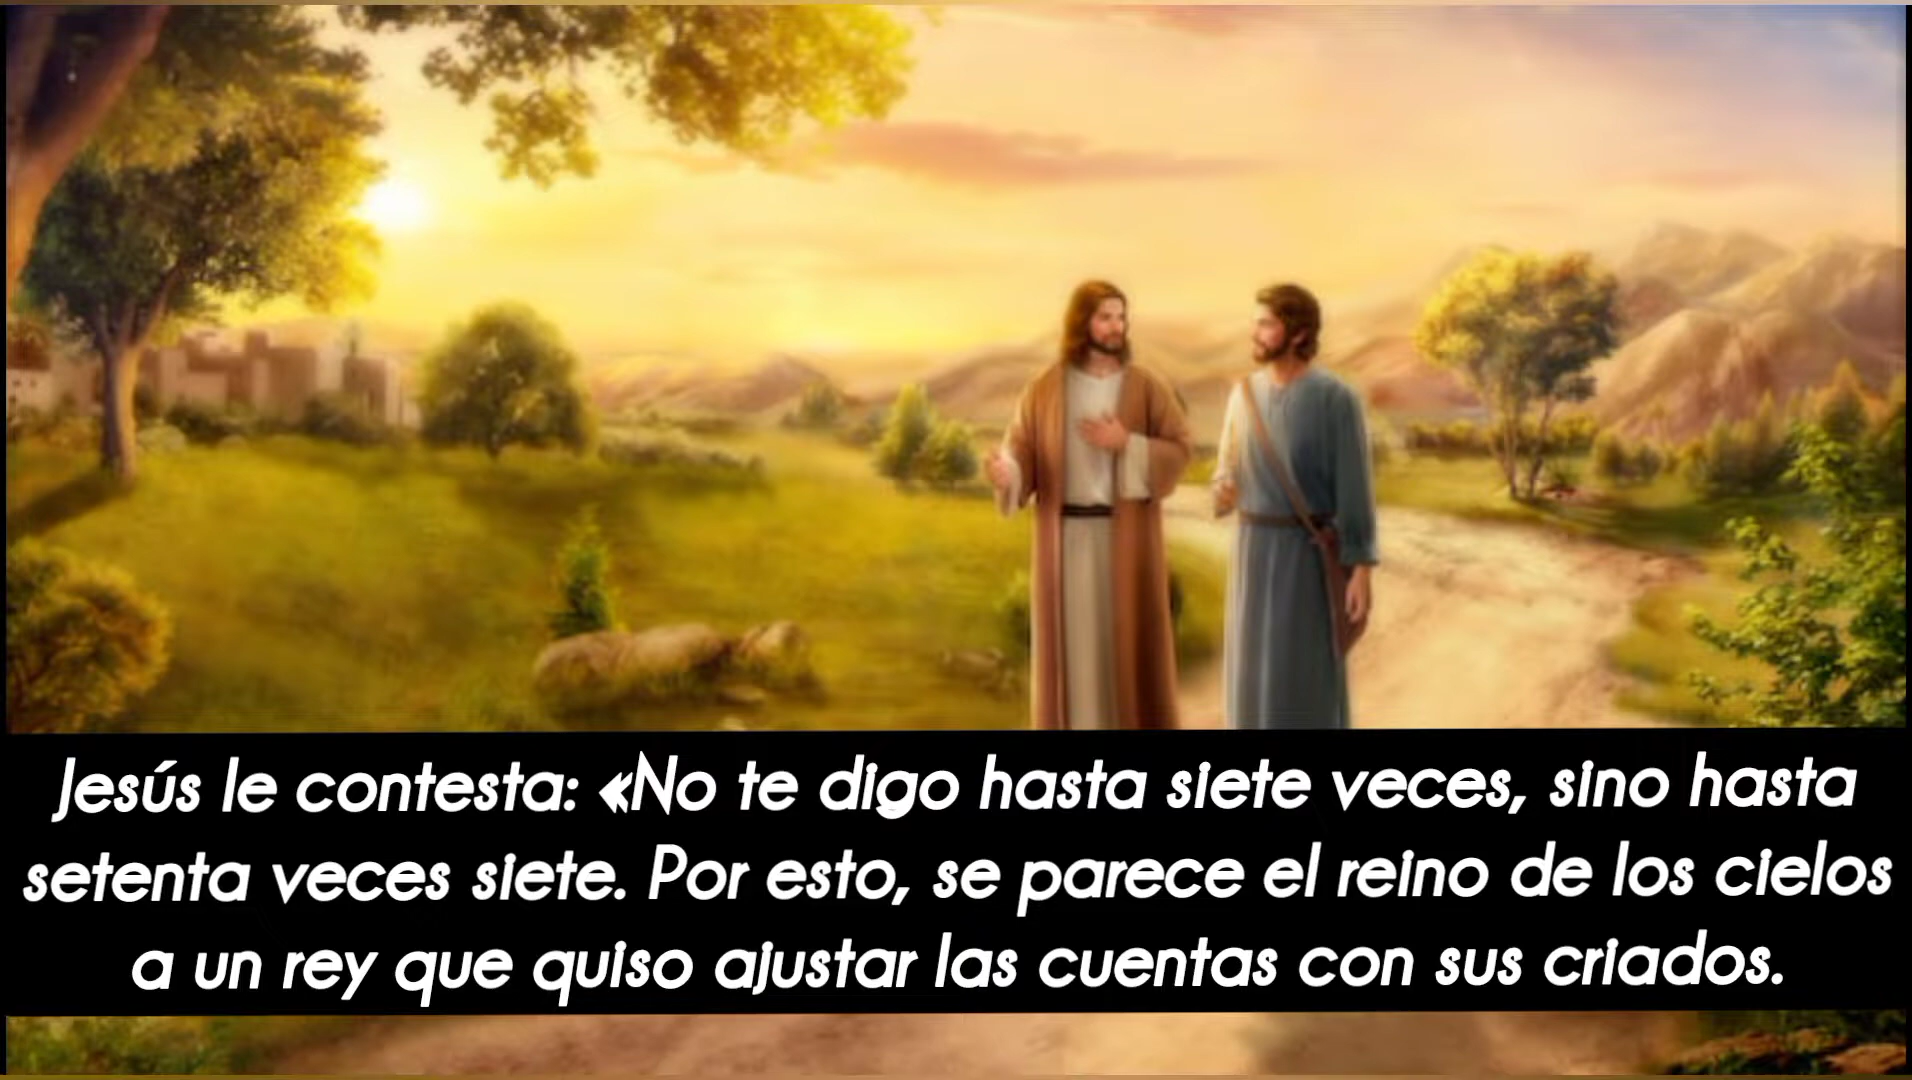 Jesús le contesta: «No te digo hasta siete veces, sino hasta
setenta veces siete. Por esto, se parece el reino de los cielos
a un rey que quiso ajustar las cuentas con sus criados.